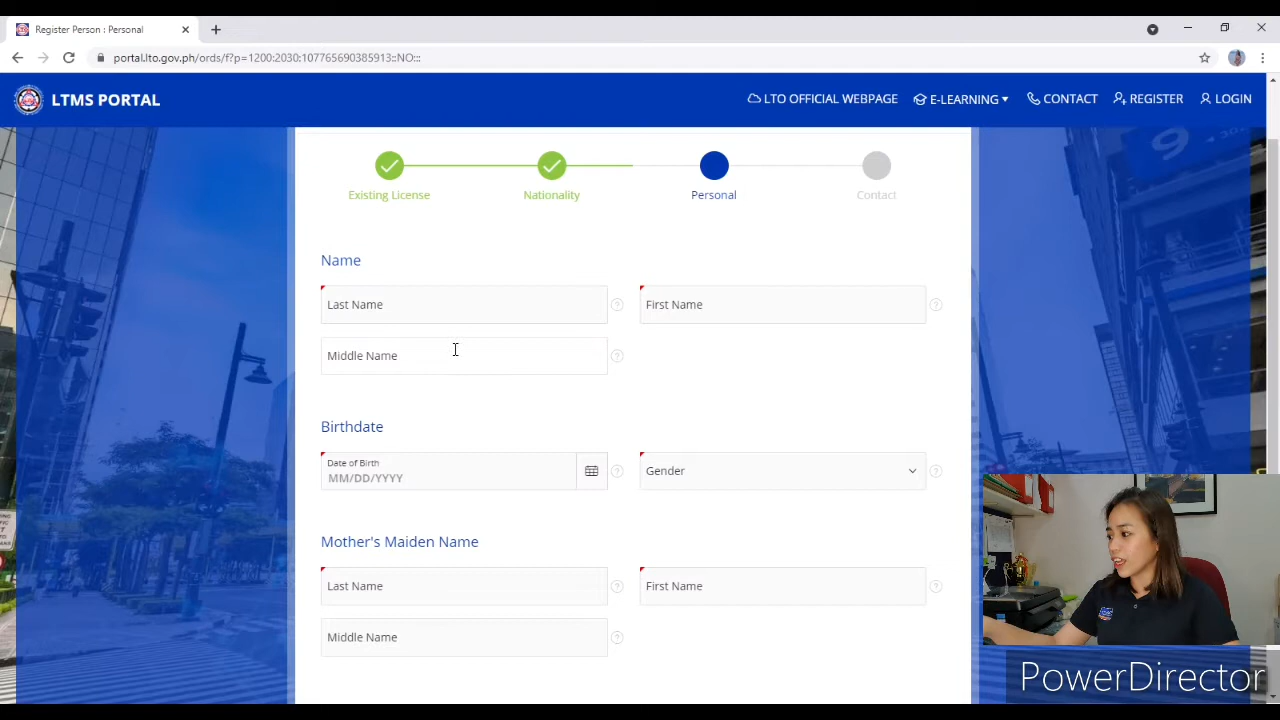 Register Person : Personal
portal.lto.gov.ph/ords/f?p=1200:2030:107765690385913::NO:::
LTMS PORTAL
LTO OFFICIAL WEBPAGE
E-LEARNING
CONTACT
REGISTER
LOGIN
Existing License
Nationality
Personal
Contact
Name
Last Name
First Name
Middle Name
Birthdate
Date of Birth
MM/DD/YYYY
Gender
Mother's Maiden Name
Last Name
First Name
Middle Name
PowerDirector